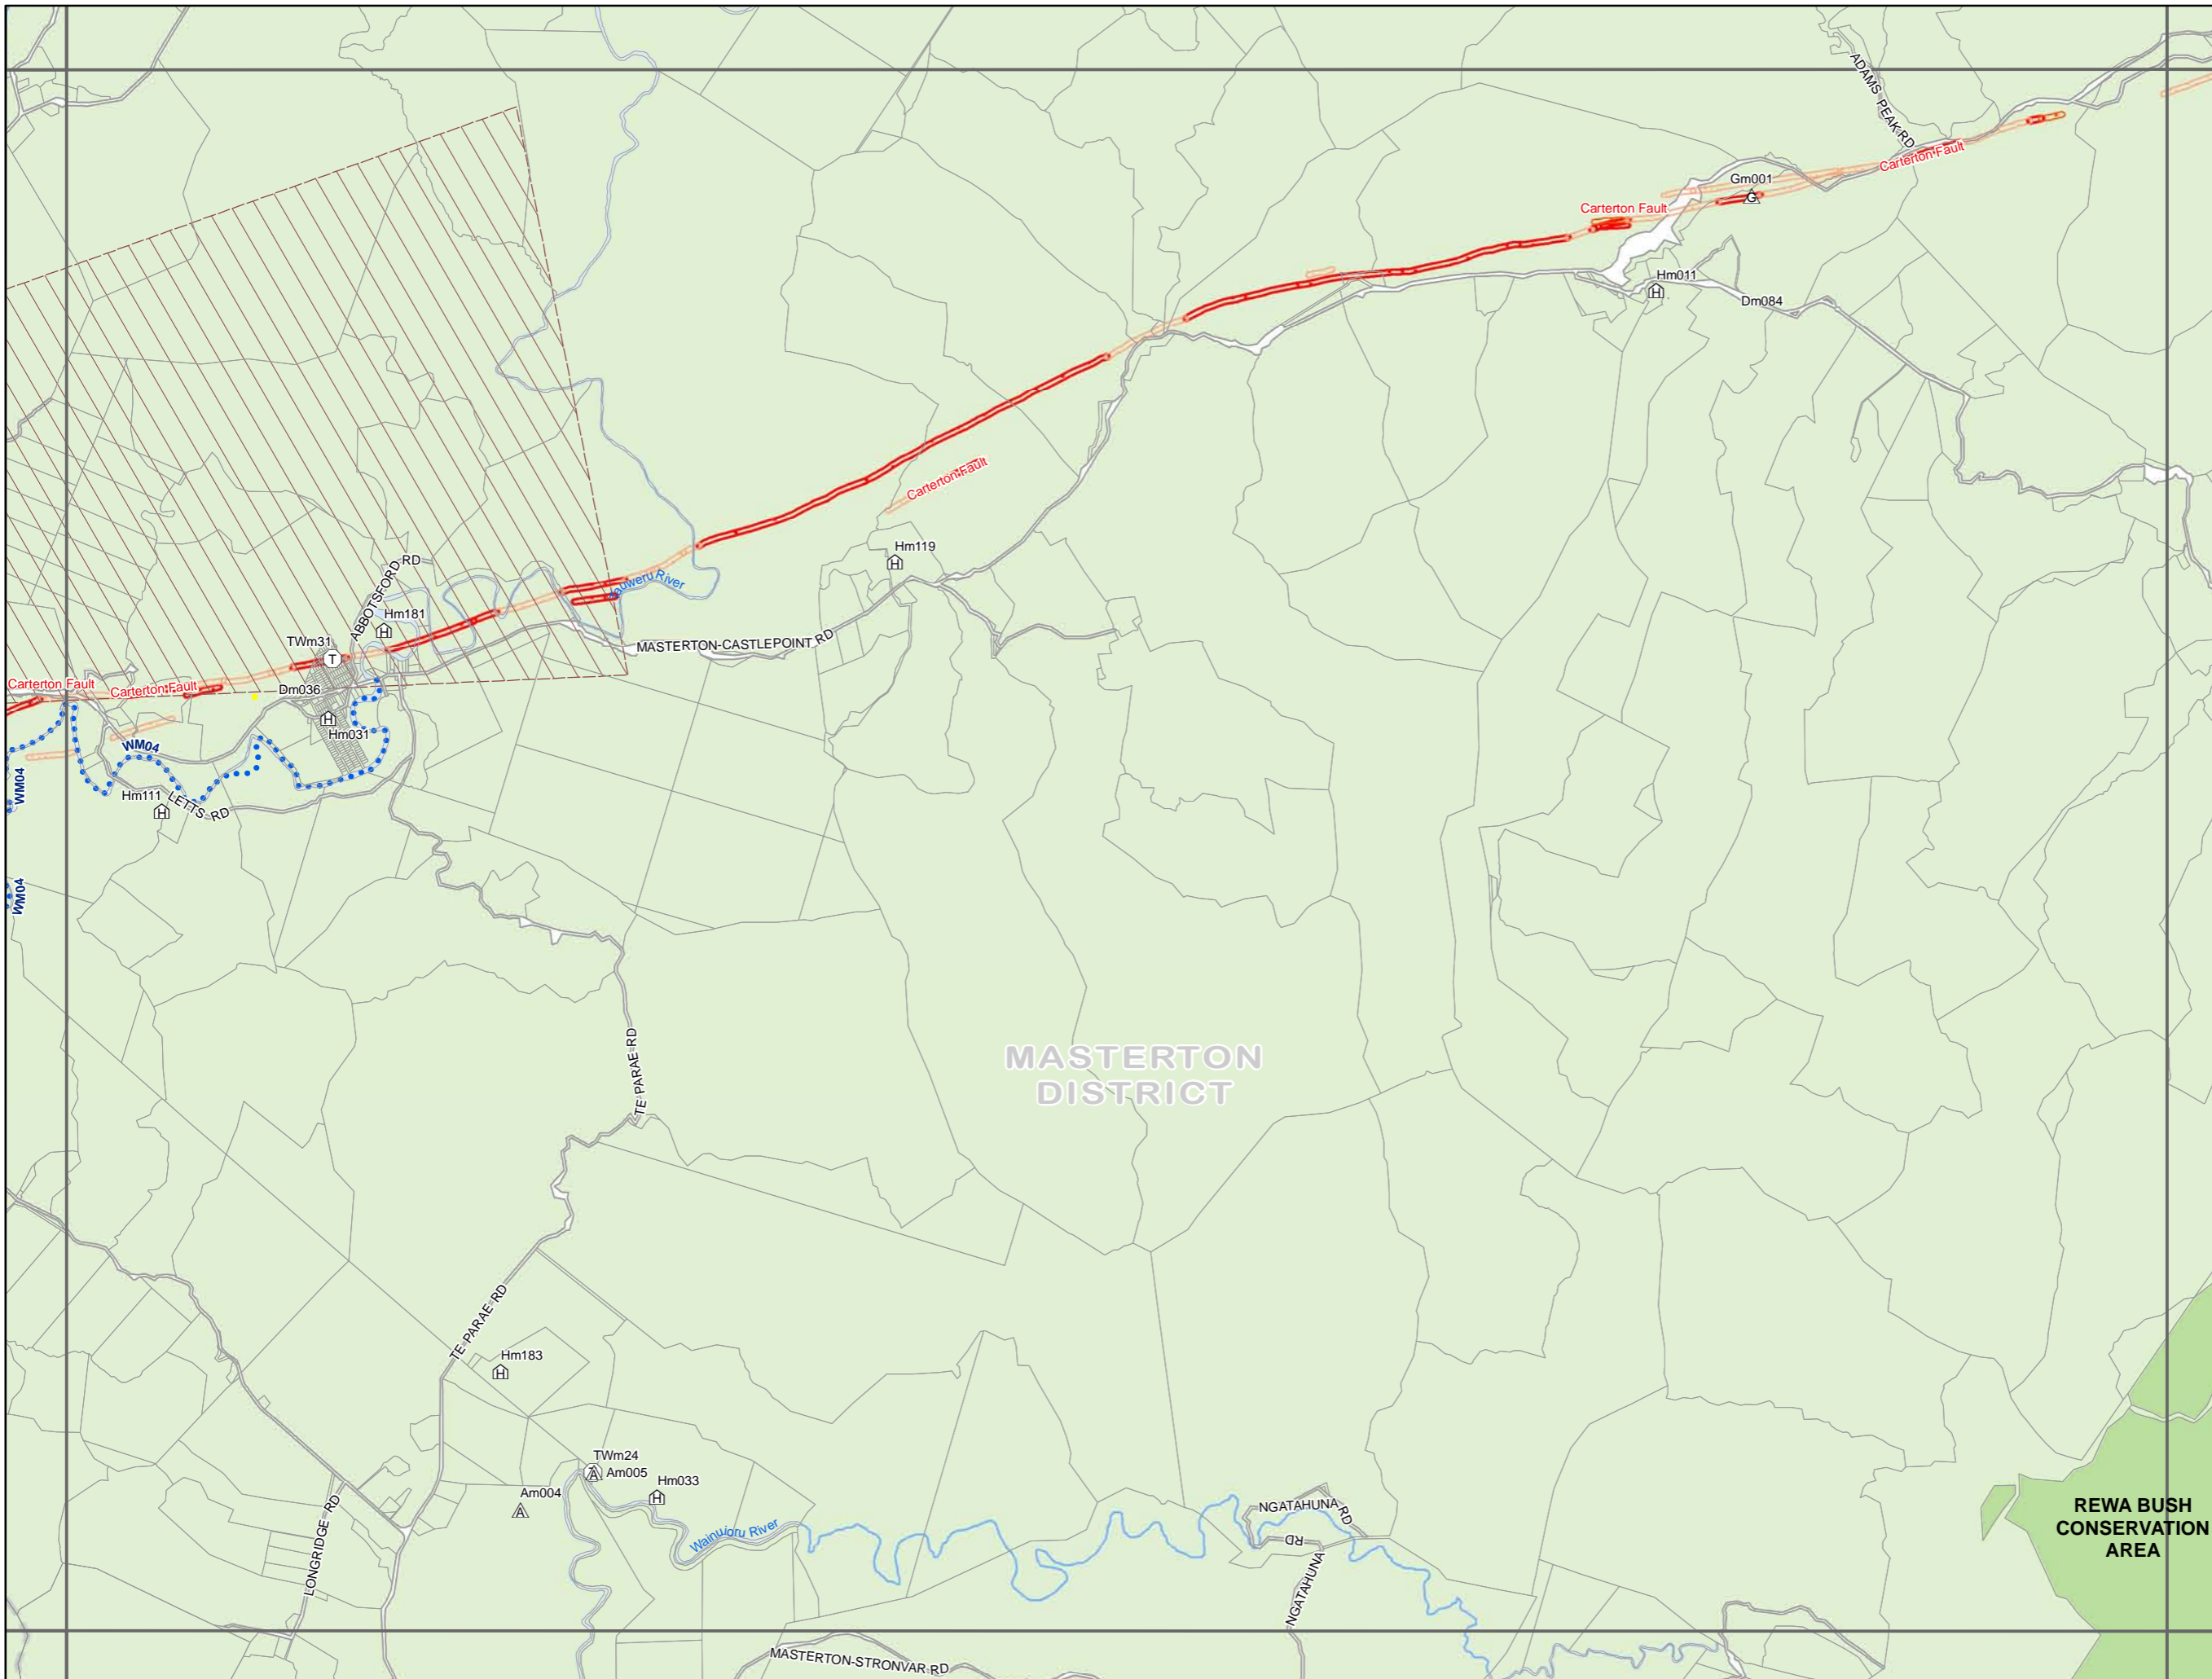 ADAMS PEAK RD
Carterton Fault
Gm001
G
Carterton Fault
Hm011
H
Dm084
Carterton Fault
Hm119
H
ABBOTSFORD RD
Tauweru River
Hm181
H
TWm31
T
MASTERTON-CASTLEPOINT RD
Carterton Fault
Carterton Fault
Dm036
H
Hm031
WM04
WM04
Hm111
H
LETTS RD
WM04
TE PARAE RD
MASTERTON
DISTRICT
TE PARAE RD
Hm183
H
TWm24
A
Am005
Hm033
H
Am004
A
LONGRIDGE RD
Wainuioru River
NGATAHUNA RD
NGATAHUNA RD
REWA BUSH
CONSERVATION
AREA
MASTERTON-STRONVAR RD